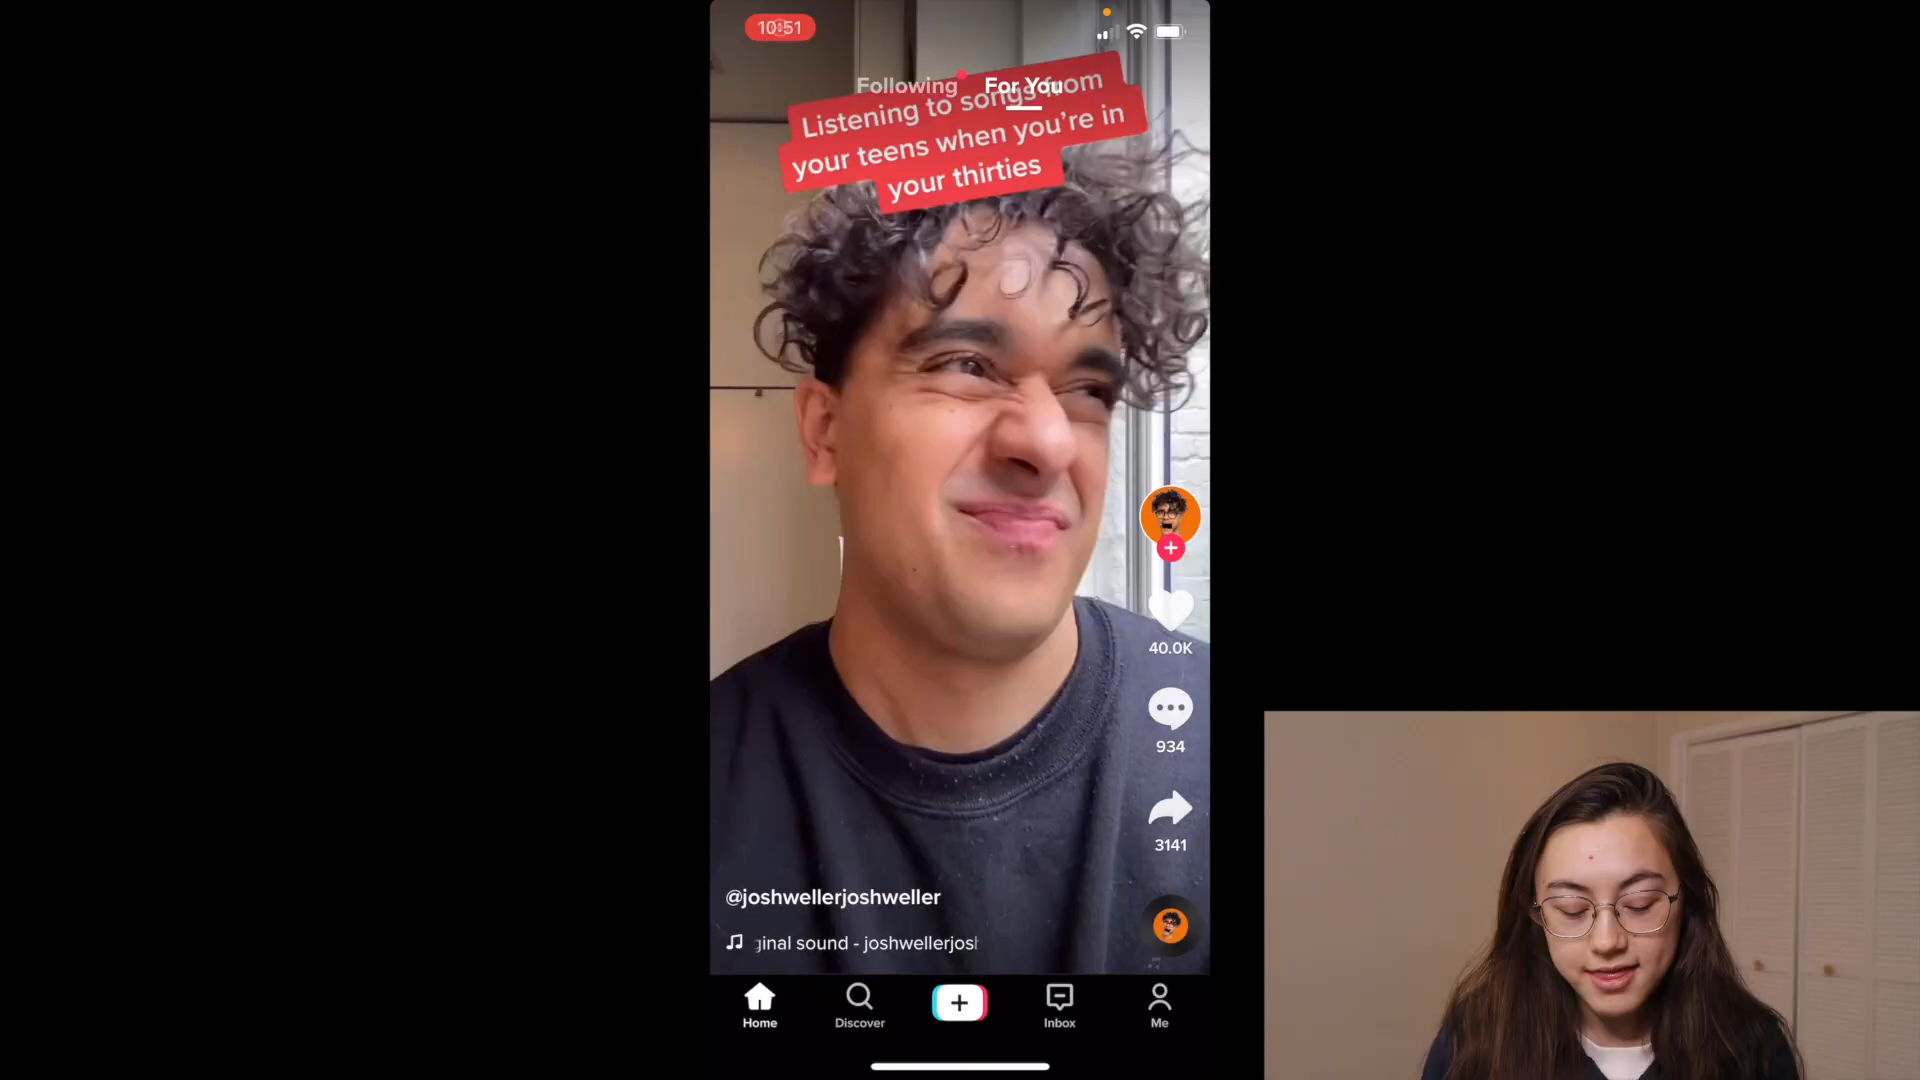 10:51
Following
For You
Listening to songs from
your teens when you're in
your thirties
40.0K
934
3141
@joshwellerjoshweller
ginal sound - joshwellerjosl
Home
Discover
Inbox
Me